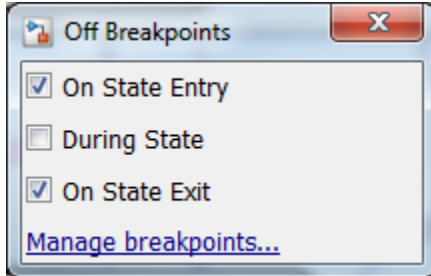 Off Breakpoints
On State Entry
During State
On State Exit
Manage breakpoints...